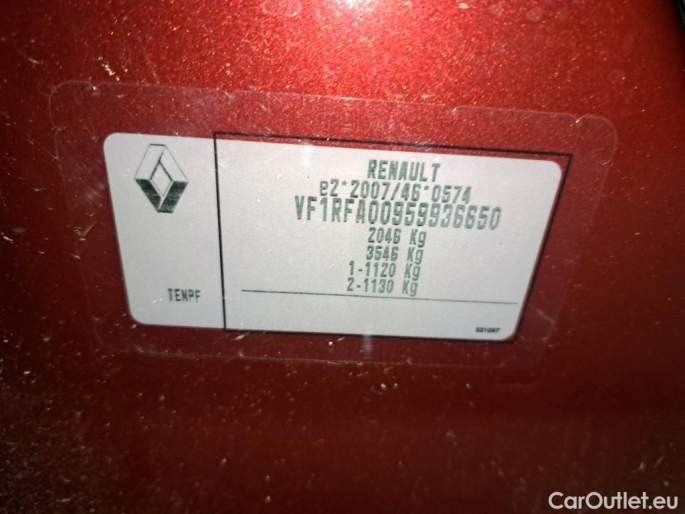 RENAULT
e2*2007/46*0574
VF1RFA00959936650
2046 Kg
3546 Kg
1-1120 Kg
2-1130 Kg
TENPF
CarOutlet.eu